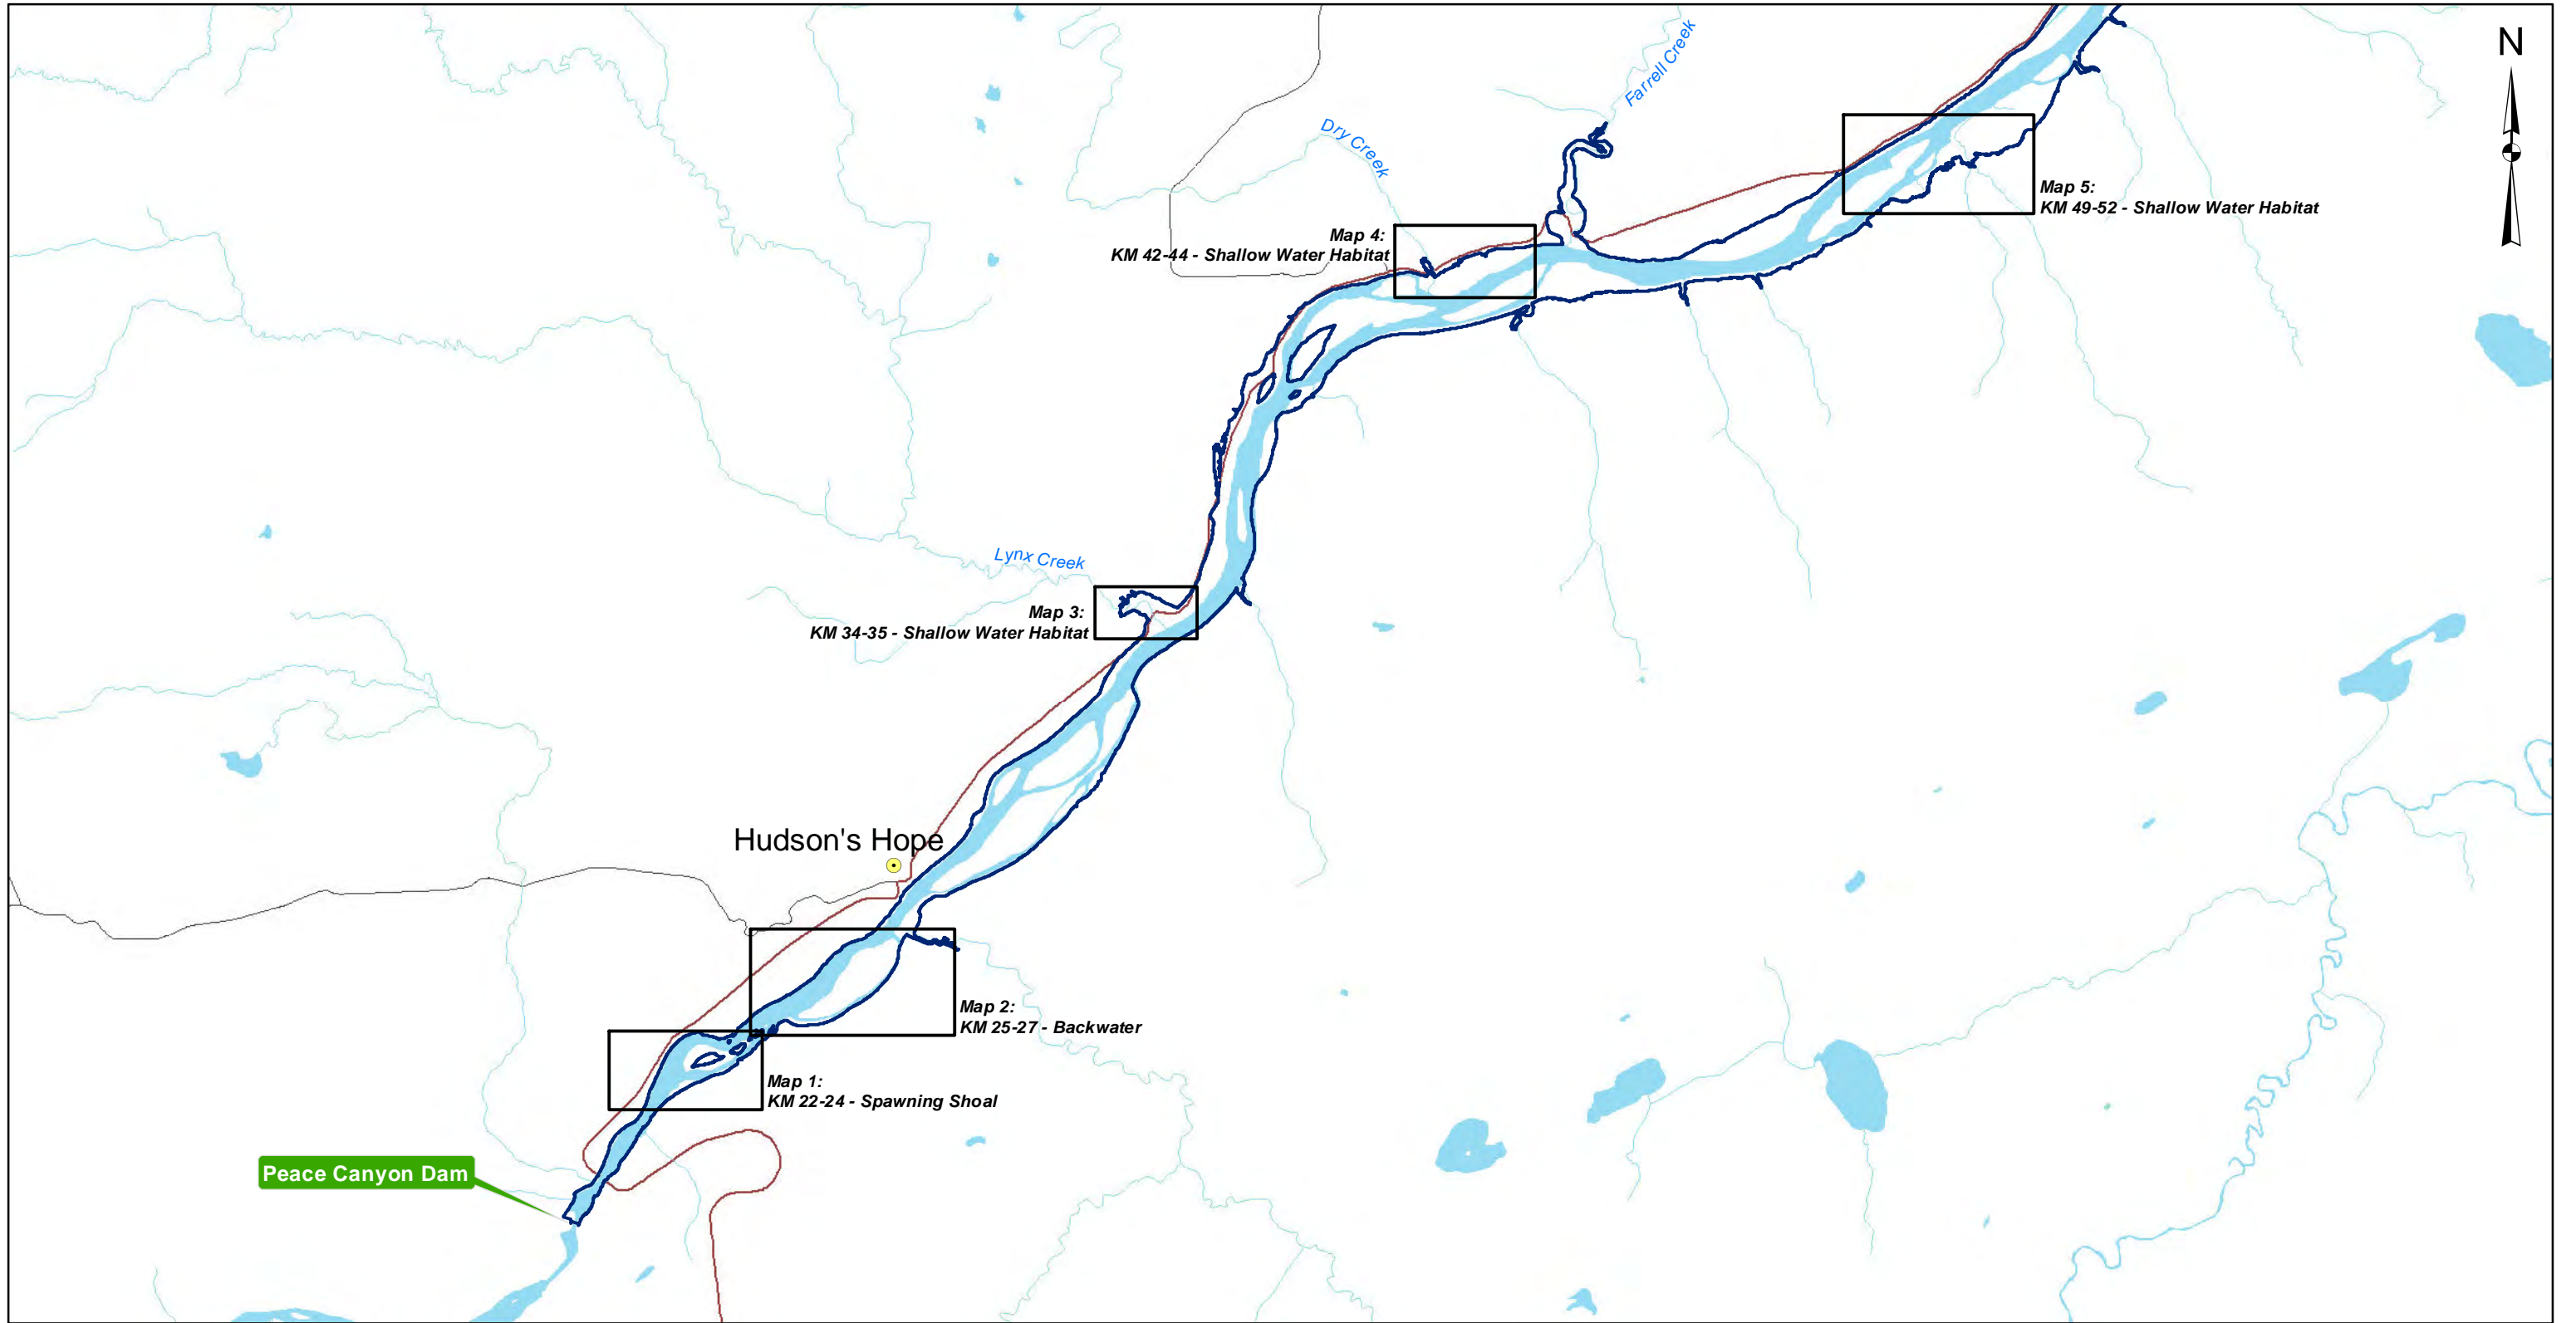 N
Farrell Creek
Dry Creek
Map 5:
KM 49-52 - Shallow Water Habitat
Map 4:
KM 42-44 - Shallow Water Habitat
Lynx Creek
Map 3:
KM 34-35 - Shallow Water Habitat
Hudson's Hope
Map 2:
KM 25-27 - Backwater
Map 1:
KM 22-24 - Spawning Shoal
Peace Canyon Dam